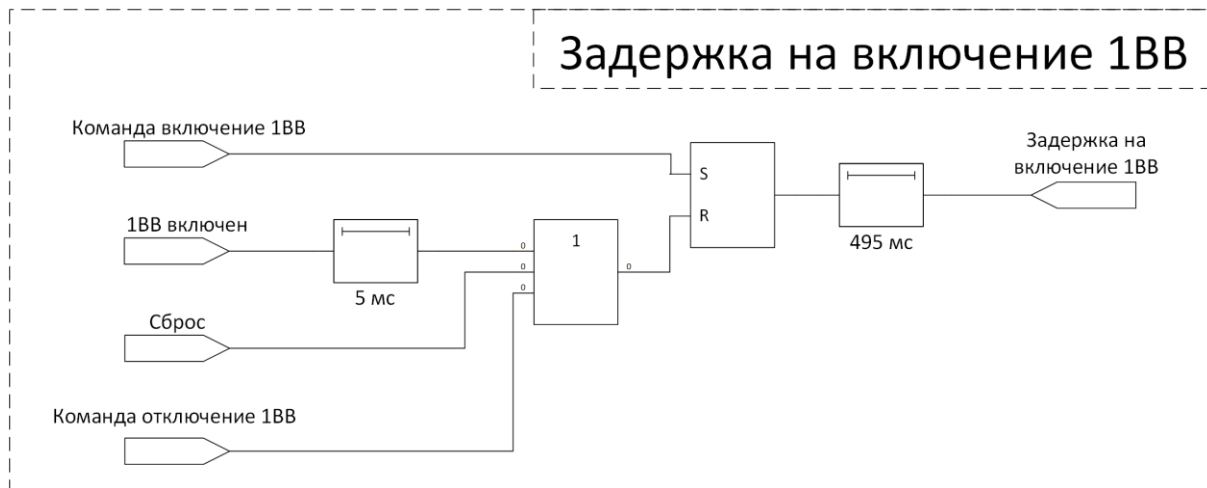 Задержка на включение 1ВВ
Команда включение 1ВВ
Задержка на
включение 1ВВ
S
R
1ВВ включен
1
0
0
0
0
5 мс
495 мс
Сброс
Команда отключение 1ВВ